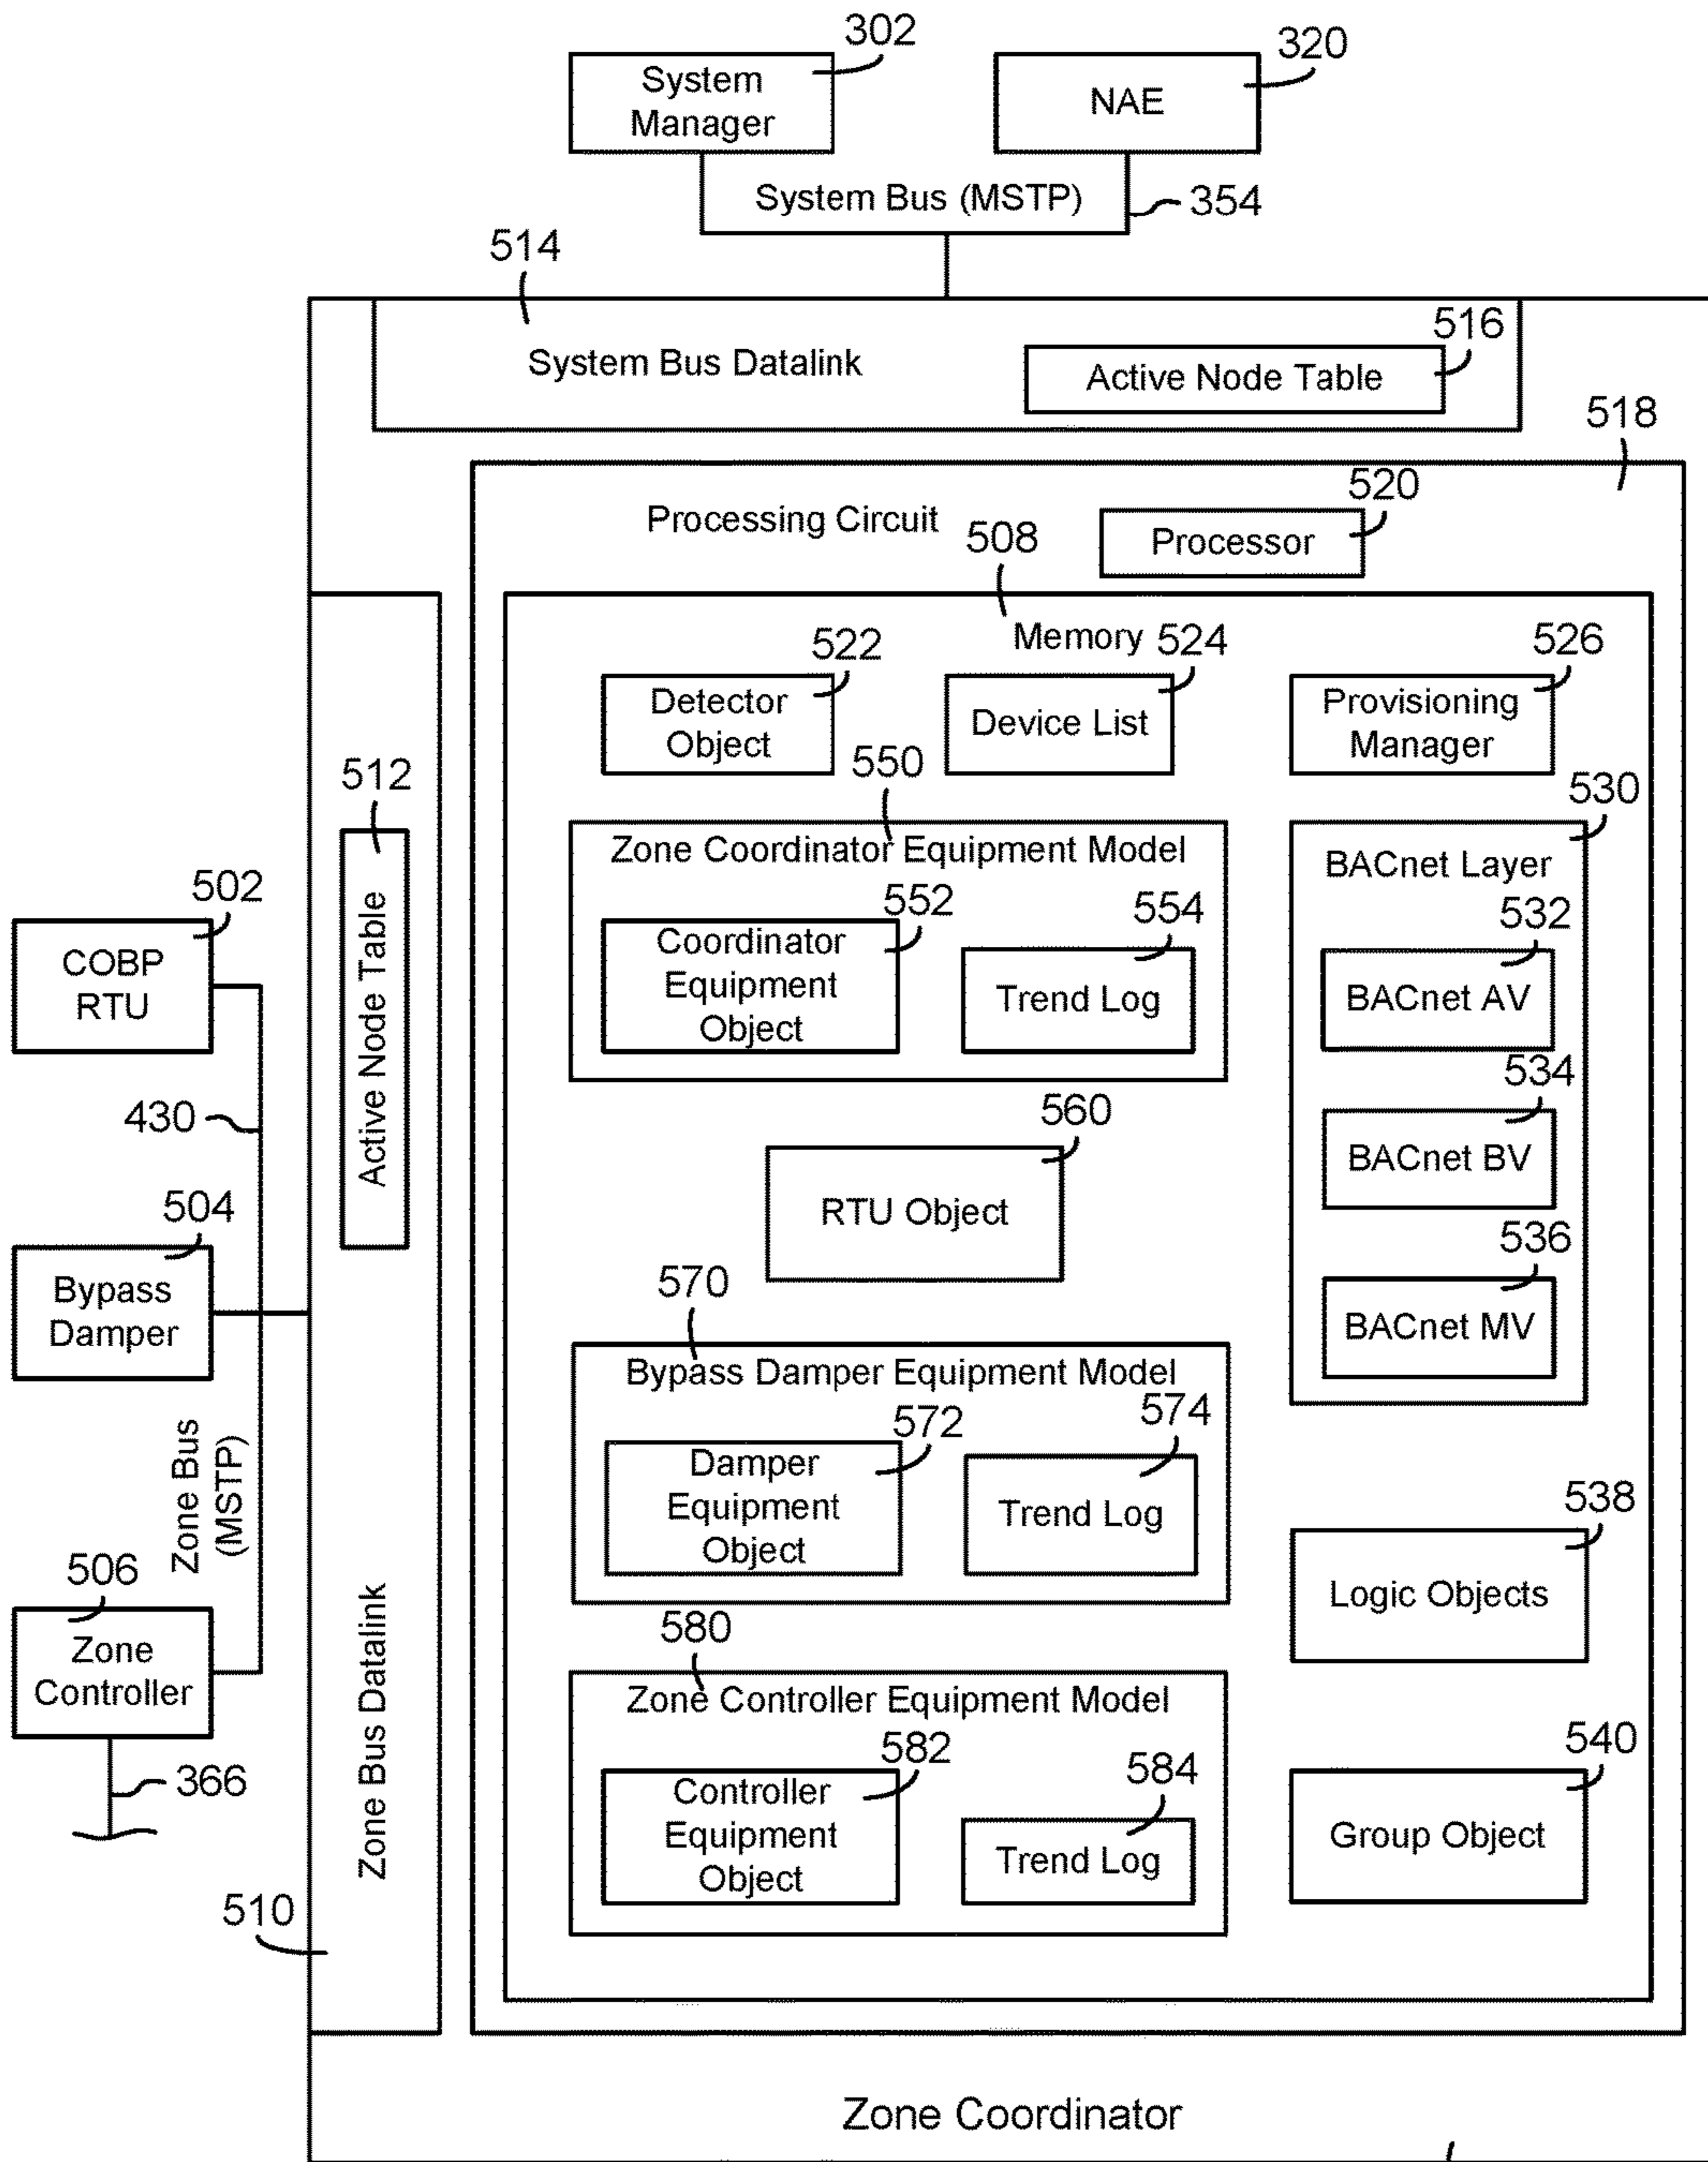 302
320
System
Manager
NAE
System Bus (MSTP)
354
514
516
System Bus Datalink
Active Node Table
518
520
Processing Circuit
Processor
508
Memory
522
524
526
Detector
Object
Device List
Provisioning
Manager
550
530
512
Zone Coordinator Equipment Model
BACnet Layer
552
554
532
Coordinator
Equipment
Object
Trend Log
BACnet AV
502
COBP
RTU
Active Node Table
430
534
BACnet BV
560
RTU Object
504
Bypass
Damper
536
BACnet MV
570
Bypass Damper Equipment Model
572
574
Damper
Equipment
Object
Trend Log
Zone Bus
(MSTP)
538
Logic Objects
506
Zone
Controller
366
Zone Bus Datalink
580
Zone Controller Equipment Model
582
584
Controller
Equipment
Object
Trend Log
540
Group Object
510
Zone Coordinator